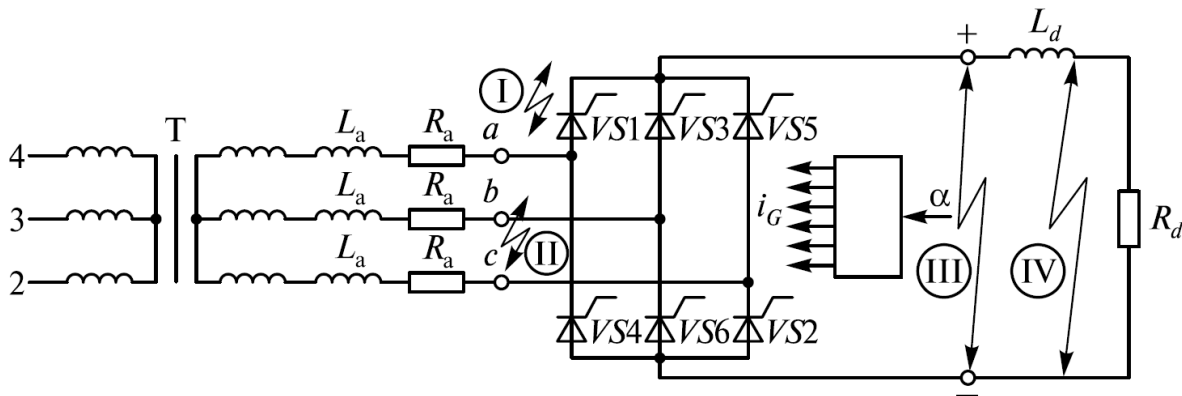 + L_d
I
T L_a R_a a VS1 VS3 VS5
4
L_a R_a b
3 i_G α R_d
L_a R_a c II III IV
2
VS4 VS6 VS2
−